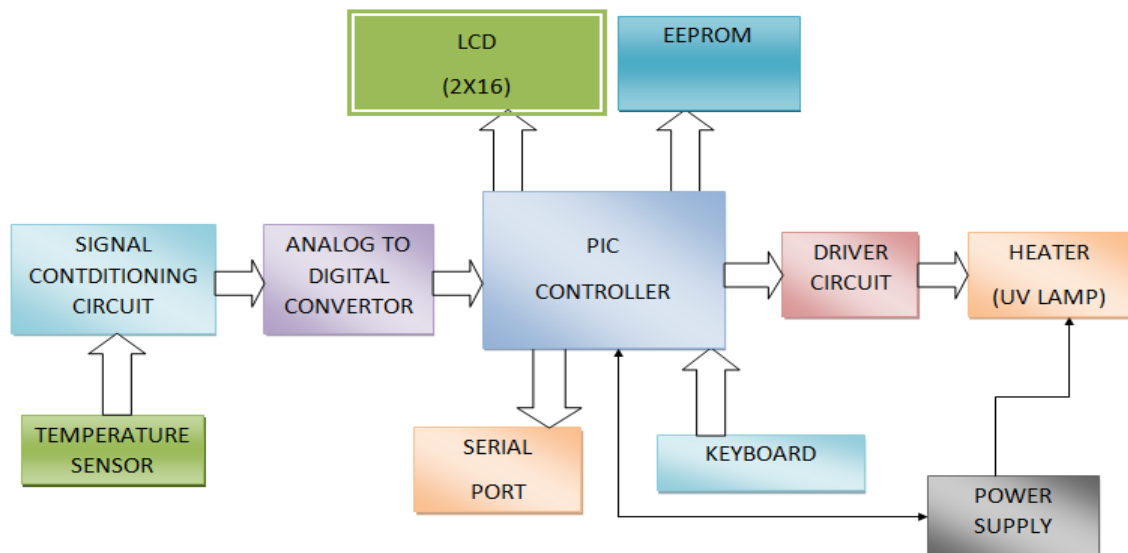 LCD
(2X16)
EEPROM
SIGNAL
CONTDITIONING
CIRCUIT
ANALOG TO
DIGITAL
CONVERTOR
PIC
CONTROLLER
DRIVER
CIRCUIT
HEATER
(UV LAMP)
TEMPERATURE
SENSOR
SERIAL
PORT
KEYBOARD
POWER
SUPPLY